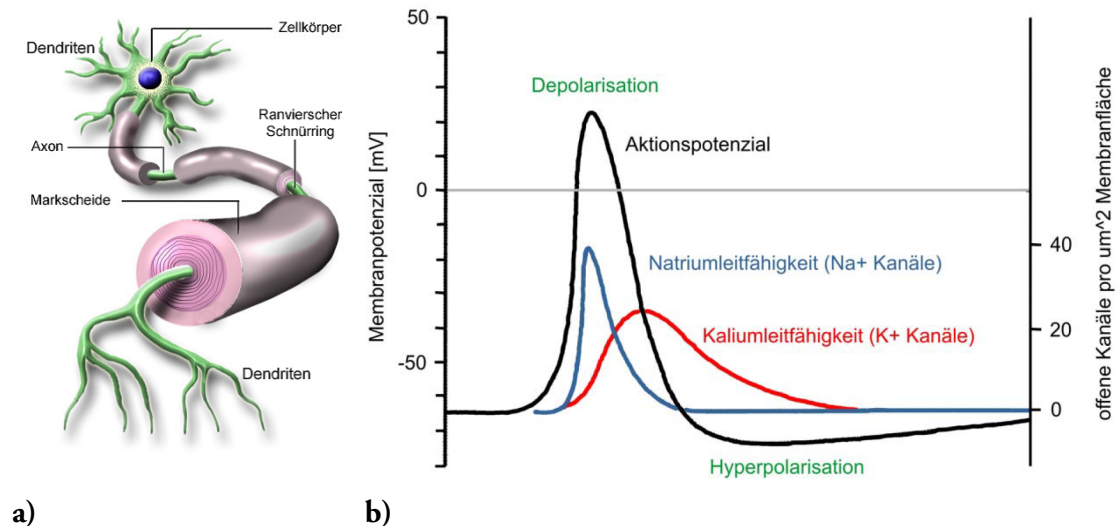 Zellkörper
Dendriten
Ranvierscher
Schnürring
Axon
Markscheide
Dendriten
a)
50
Depolarisation
Aktionspotenzial
0
Membranpotenzial [mV]
40
Natriumleitfähigkeit (Na+ Kanäle)
20
Kaliumleitfähigkeit (K+ Kanäle)
-50
0
Hyperpolarisation
offene Kanäle pro um^2 Membranfläche
b)